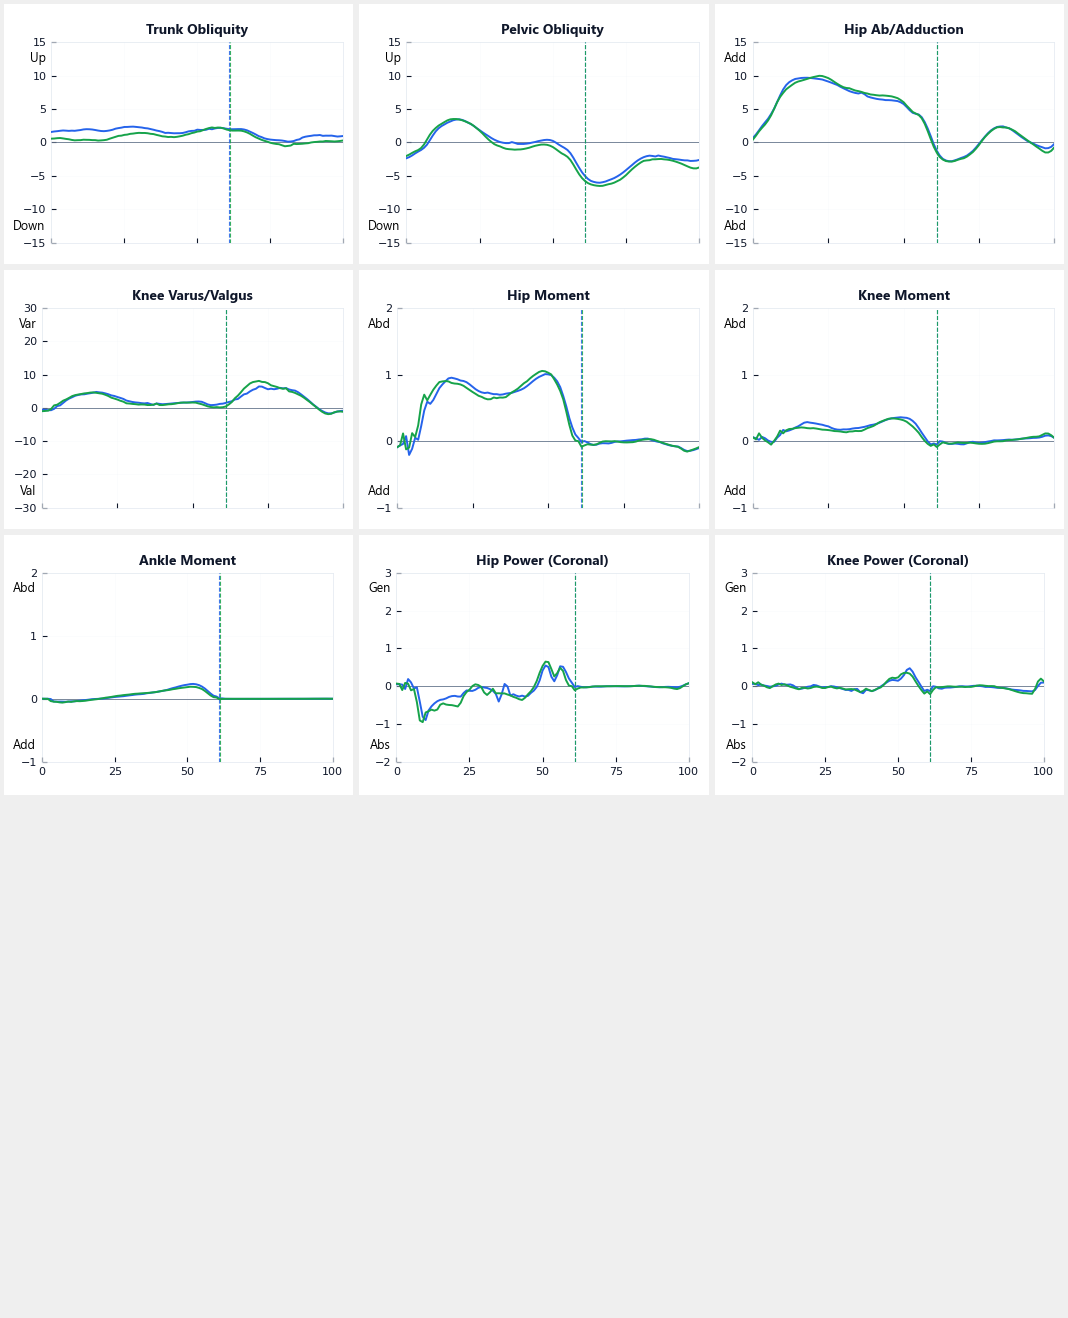 Trunk Obliquity
15
Up
10
5
0
−5
−10
Down
−15
Pelvic Obliquity
15
Up
10
5
0
−5
−10
Down
−15
Hip Ab/Adduction
15
Add
10
5
0
−5
−10
Abd
−15
Knee Varus/Valgus
30
Var
20
10
0
−10
−20
Val
−30
Hip Moment
2
Abd
1
0
Add
−1
Knee Moment
2
Abd
1
0
Add
−1
Ankle Moment
2
Abd
1
0
Add
−1
0 25 50 75 100
Hip Power (Coronal)
3
Gen
2
1
0
−1
Abs
−2
0 25 50 75 100
Knee Power (Coronal)
3
Gen
2
1
0
−1
Abs
−2
0 25 50 75 100